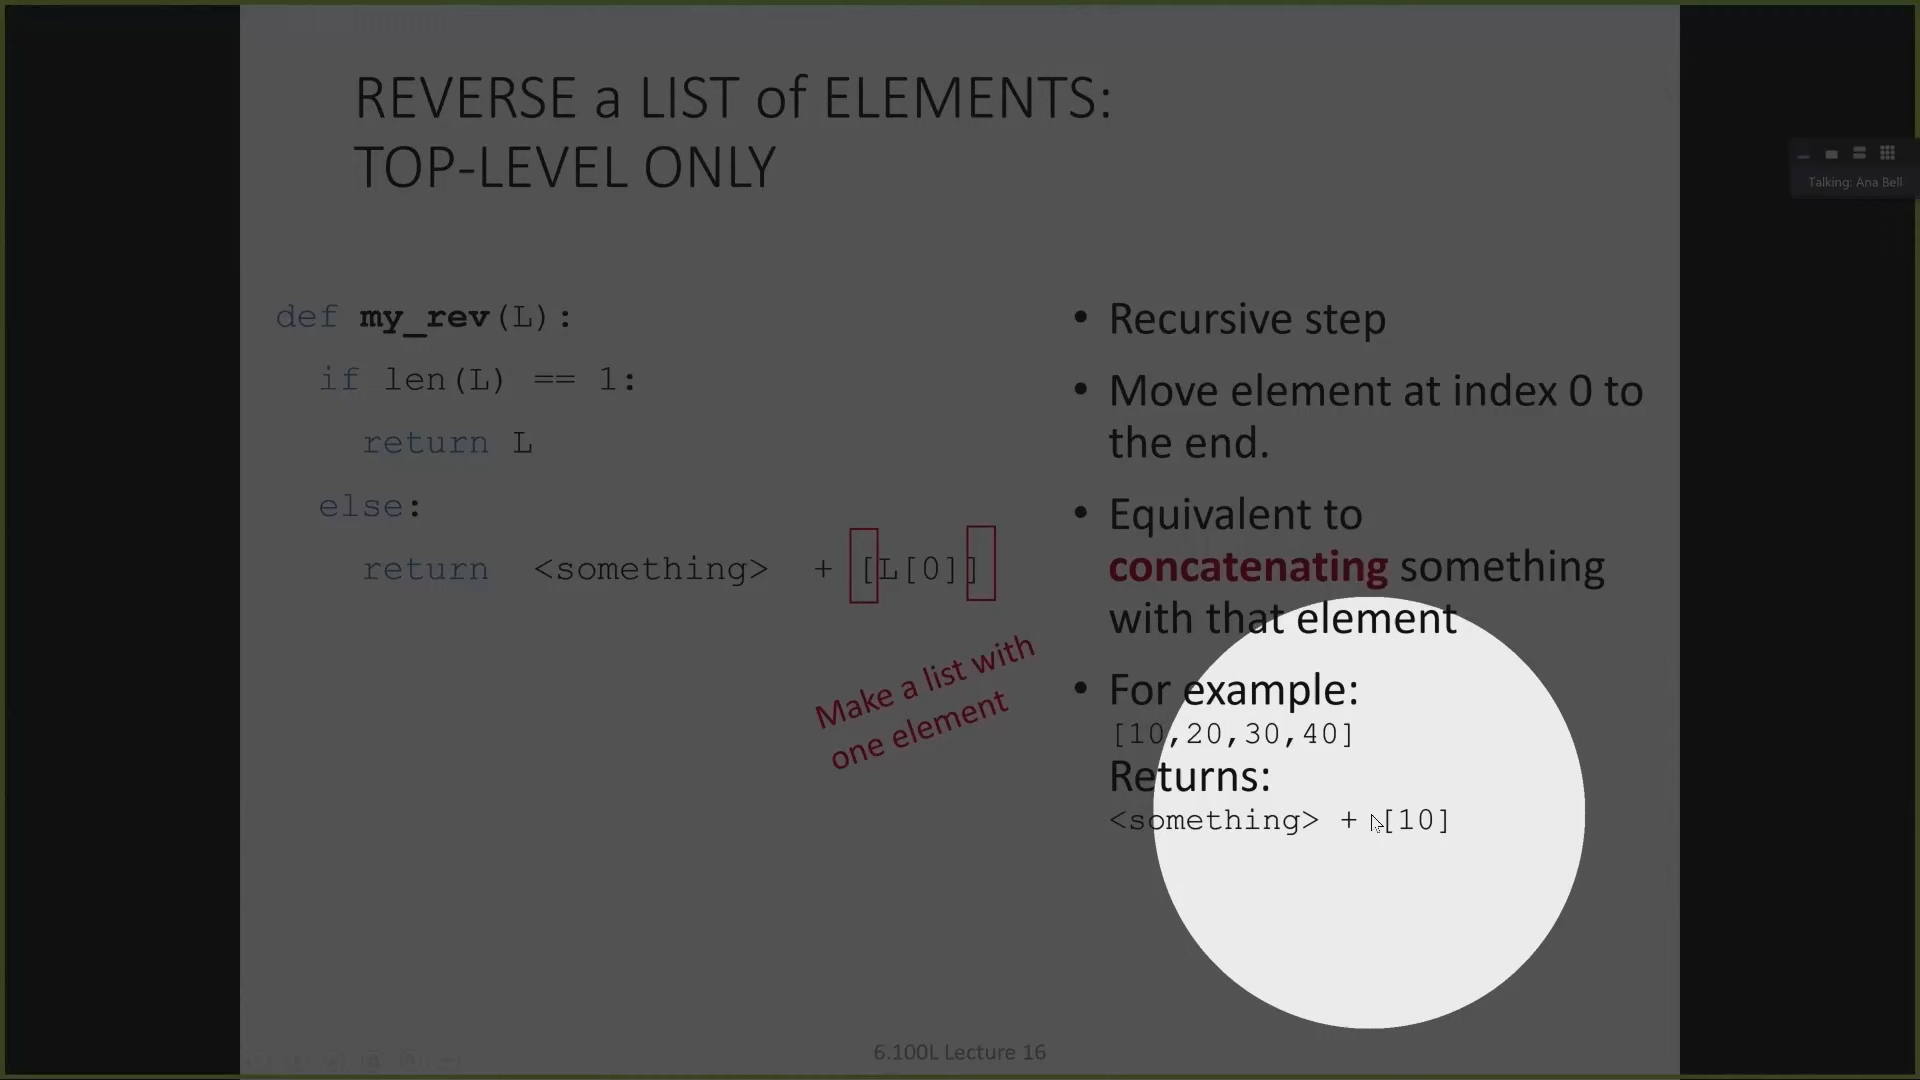 REVERSE a LIST of ELEMENTS:
TOP-LEVEL ONLY
Talking: Ana Bell
def my_rev(L):
if len(L) == 1:
return L
else:
return <something> + [L[0]]
Make a list with
one element
• Recursive step
• Move element at index 0 to
the end.
• Equivalent to
concatenating something
with that element
• For example:
[10,20,30,40]
Returns:
<something> + [10]
6.100L Lecture 16